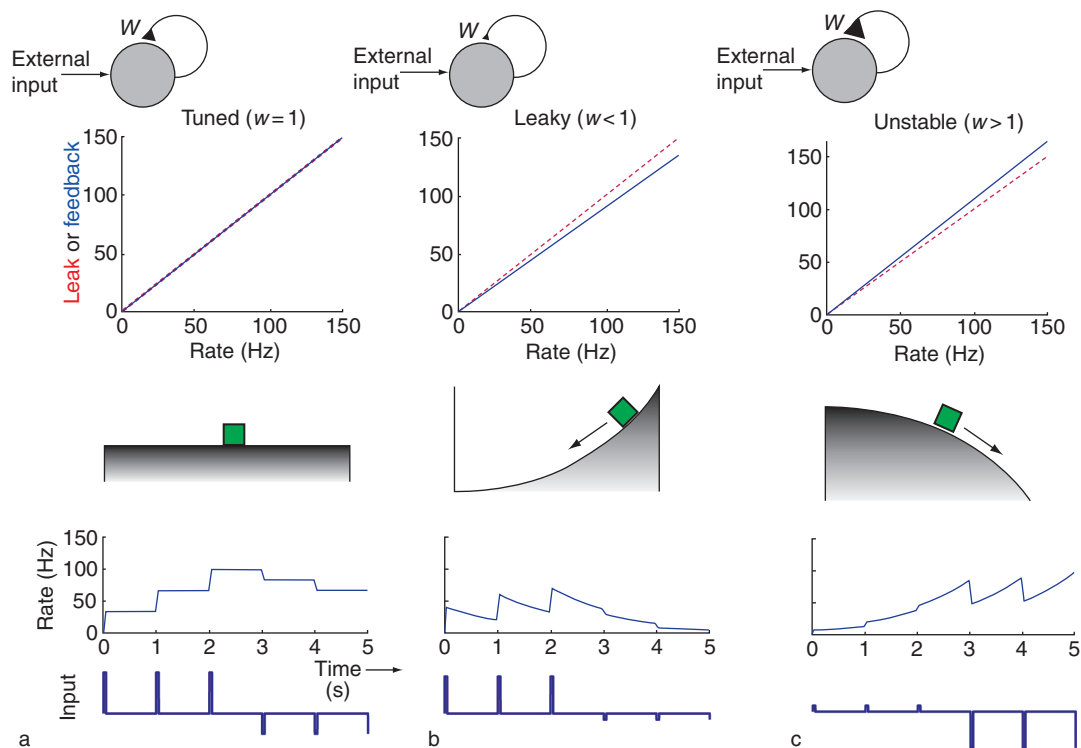 W
External
input
Tuned (w = 1)
150
100
50
0
Leak or feedback
0 50 100 150
Rate (Hz)
W
External
input
Leaky (w < 1)
150
100
50
0
0 50 100 150
Rate (Hz)
W
External
input
Unstable (w > 1)
150
100
50
0
0 50 100 150
Rate (Hz)
150
100
50
0
Rate (Hz)
0 1 2 3 4 5
Time
(s)
Input
a
0 1 2 3 4 5
b
0 1 2 3 4 5
c